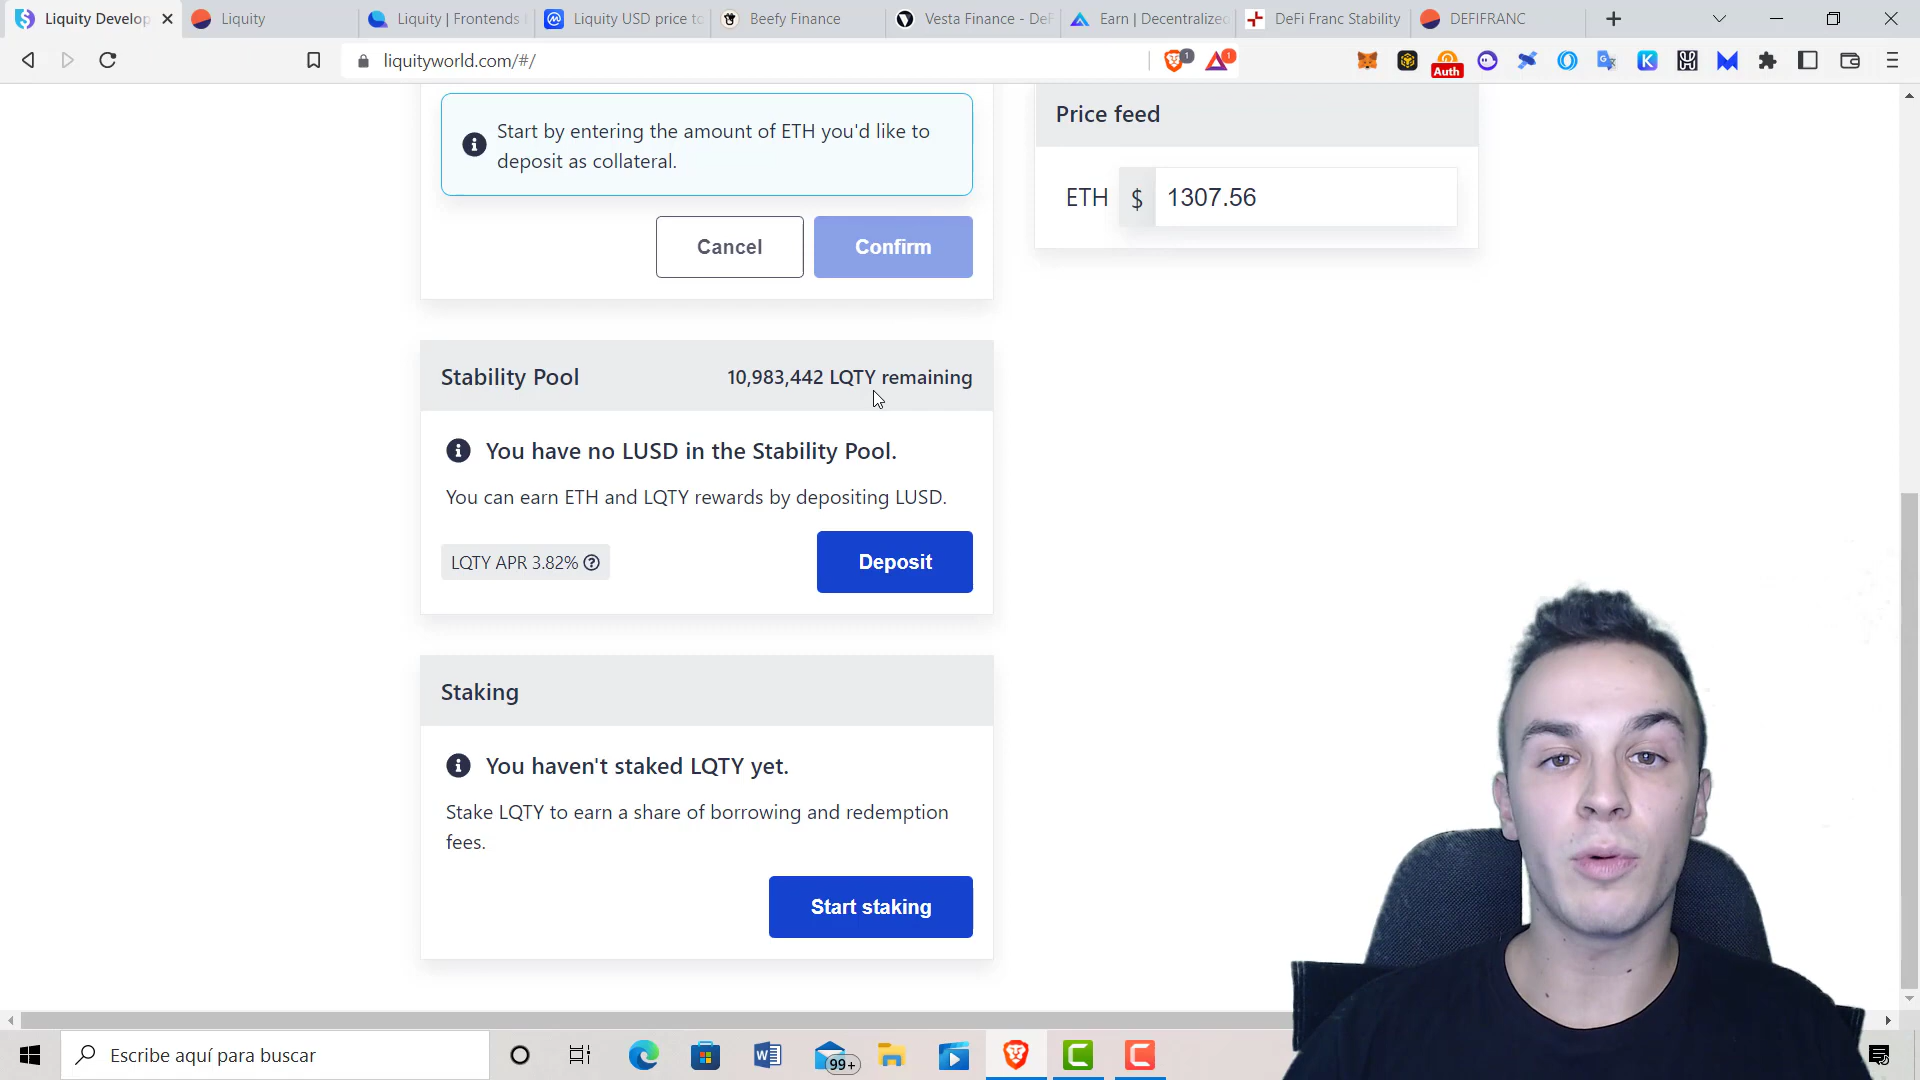 Liquity Develop
Liquity
Liquity | Frontends
Liquity USD price to
Beefy Finance
Vesta Finance - DeF
Earn | Decentralized
DeFi Franc Stability
DEFIFRANC
liquityworld.com/#/
1
1
Auth
Start by entering the amount of ETH you'd like to
deposit as collateral.
Cancel
Confirm
Price feed
ETH
$
1307.56
Stability Pool
10,983,442 LQTY remaining
You have no LUSD in the Stability Pool.
You can earn ETH and LQTY rewards by depositing LUSD.
LQTY APR 3.82%
Deposit
Staking
You haven't staked LQTY yet.
Stake LQTY to earn a share of borrowing and redemption
fees.
Start staking
Escribe aquí para buscar
99+